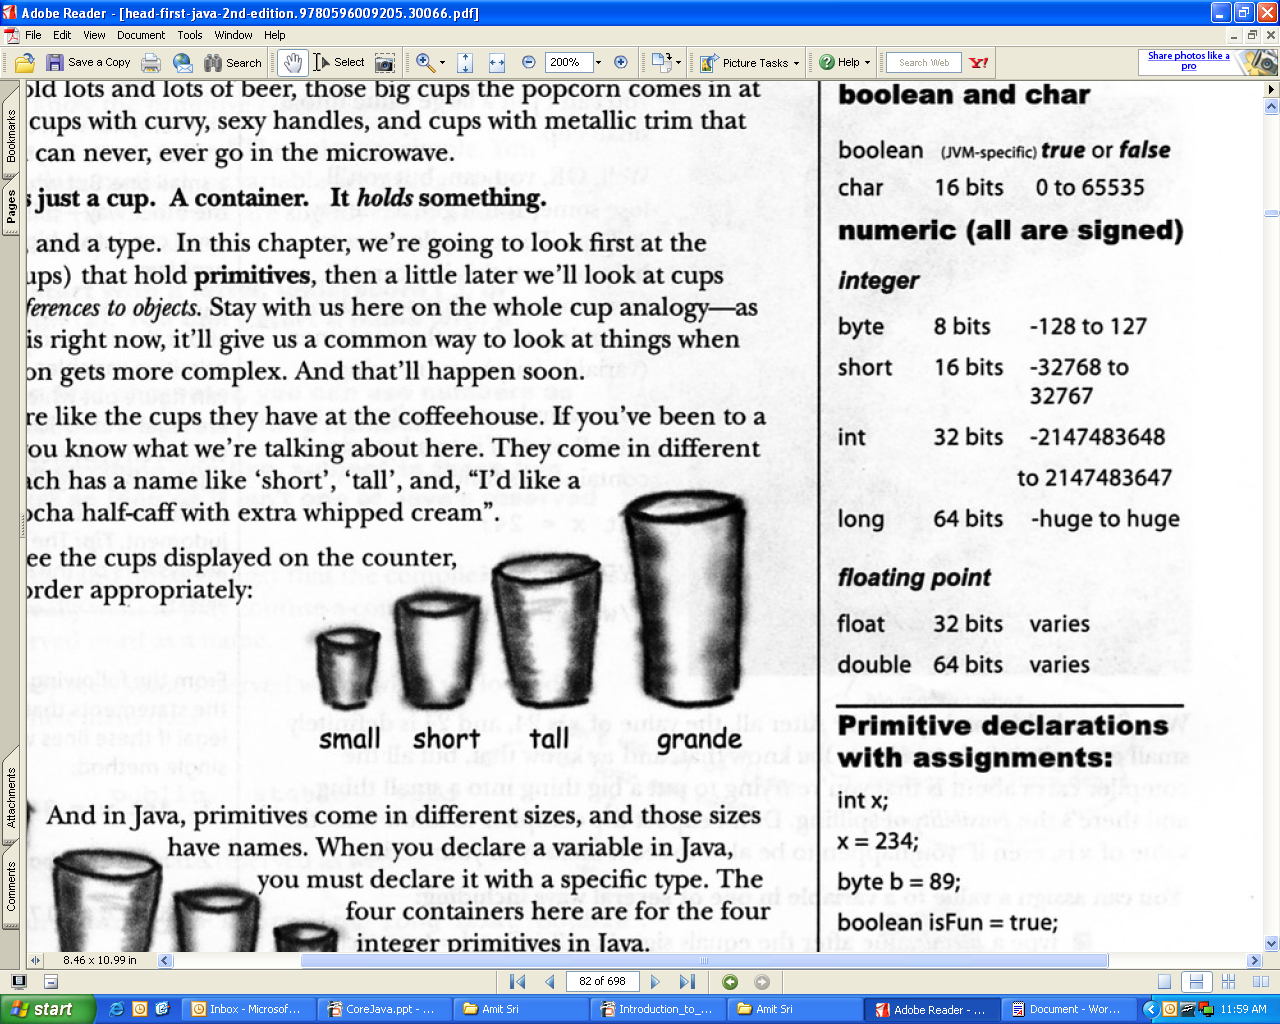 Adobe Reader - [head-first-java-2nd-edition.9780596009205.30066.pdf]
File Edit View Document Tools Window Help
Save a Copy Search Select 200% Picture Tasks Help Search Web Y! Share photos like a pro
Bookmarks
Pages
Attachments
Comments
old lots and lots of beer, those big cups the popcorn comes in at
cups with curvy, sexy handles, and cups with metallic trim that
can never, ever go in the microwave.
just a cup. A container. It holds something.
and a type. In this chapter, we're going to look first at the
ups) that hold primitives, then a little later we'll look at cups
ferences to objects. Stay with us here on the whole cup analogy—as
is right now, it'll give us a common way to look at things when
on gets more complex. And that'll happen soon.
re like the cups they have at the coffeehouse. If you've been to a
you know what we're talking about here. They come in different
ach has a name like 'short', 'tall', and, "I'd like a
ocha half-caff with extra whipped cream".
ee the cups displayed on the counter,
order appropriately:
small short tall grande
And in Java, primitives come in different sizes, and those sizes
have names. When you declare a variable in Java,
you must declare it with a specific type. The
four containers here are for the four
integer primitives in Java.
boolean and char
boolean (JVM-specific) true or false
char 16 bits 0 to 65535
numeric (all are signed)
integer
byte 8 bits -128 to 127
short 16 bits -32768 to
32767
int 32 bits -2147483648
to 2147483647
long 64 bits -huge to huge
floating point
float 32 bits varies
double 64 bits varies
Primitive declarations
with assignments:
int x;
x = 234;
byte b = 89;
boolean isFun = true;
8.46 x 10.99 in
82 of 698
start Inbox - Microsof... CoreJava.ppt - ... Amit Sri Introduction_to_... Amit Sri Adobe Reader - ... Document - Wor... 11:59 AM